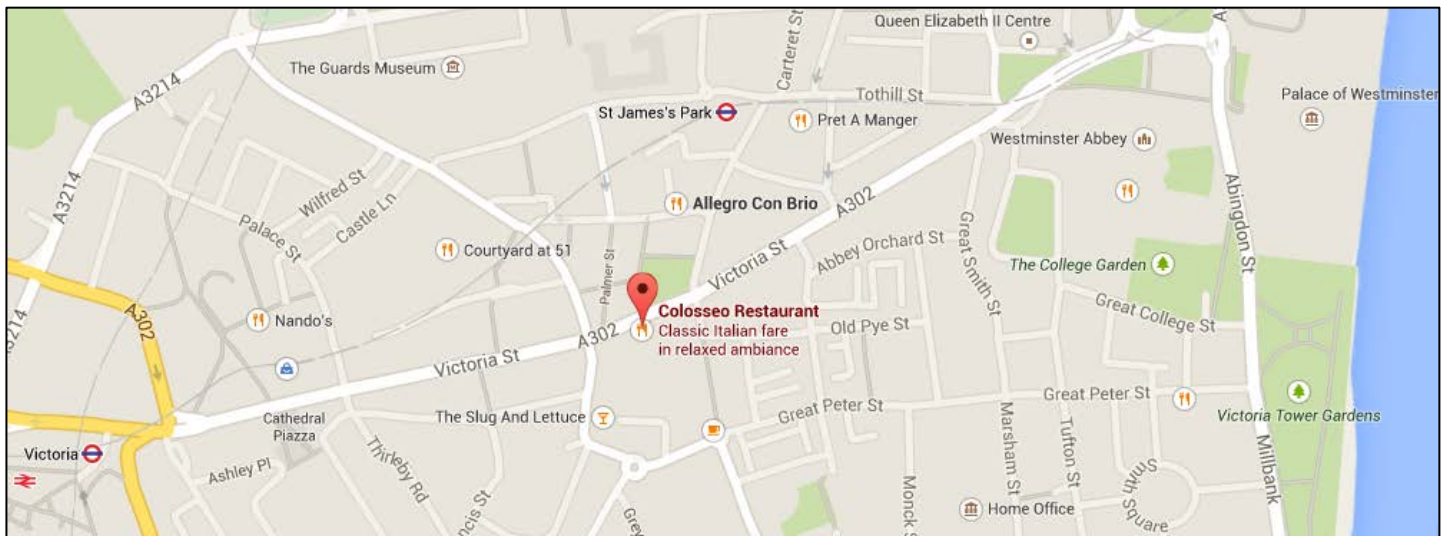 Queen Elizabeth II Centre
Carteret St
The Guards Museum
A3214
Tothill St
Palace of Westminster
St James's Park
Pret A Manger
Westminster Abbey
Wilfred St
A3214
Castle Ln
Palace St
Allegro Con Brio
A302
Abingdon St
Courtyard at 51
Palmer St
Victoria St
Abbey Orchard St
Great Smith St
The College Garden
A3214
A302
Nando's
Colosseo Restaurant
Classic Italian fare
in relaxed ambiance
A302
Old Pye St
Great College St
Victoria St
Great Peter St
Great Peter St
The Slug And Lettuce
Cathedral
Piazza
Victoria Tower Gardens
Victoria
Ashley Pl
Marsham St
Tufton St
Millbank
Smith
Square
Monck S
Home Office
ncis St
Grey